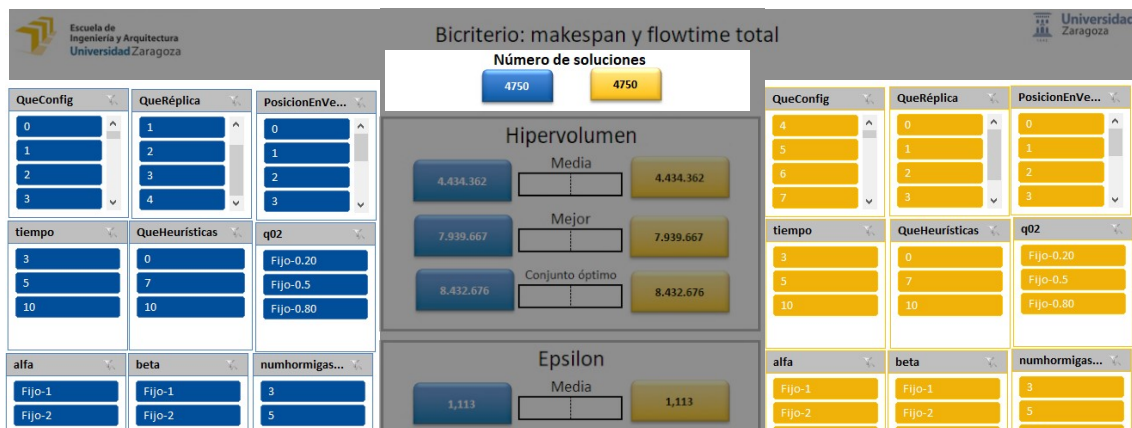 Escuela de
Ingeniería y Arquitectura
Universidad Zaragoza
Bicriterio: makespan y flowtime total
Universidad
Zaragoza
Número de soluciones
4750
4750
QueConfig
0
1
2
3
QueRéplica
1
2
3
4
PosicionEnVe...
0
1
2
3
tiempo
3
5
10
QueHeurísticas
0
7
10
q02
Fijo-0.20
Fijo-0.5
Fijo-0.80
alfa
Fijo-1
Fijo-2
beta
Fijo-1
Fijo-2
numhormigas...
3
5
Hipervolumen
Media
4.434.362
4.434.362
Mejor
7.939.667
7.939.667
Conjunto óptimo
8.432.676
8.432.676
Epsilon
Media
1,113
1,113
QueConfig
4
5
6
7
QueRéplica
0
1
2
3
PosicionEnVe...
0
1
2
3
tiempo
3
5
10
QueHeurísticas
0
7
10
q02
Fijo-0.20
Fijo-0.5
Fijo-0.80
alfa
Fijo-1
Fijo-2
beta
Fijo-1
Fijo-2
numhormigas...
3
5